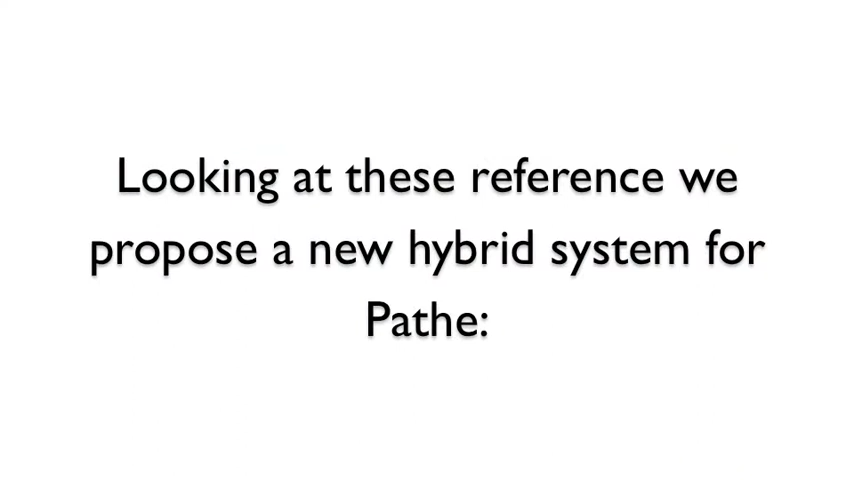 Looking at these reference we
propose a new hybrid system for
Pathe: